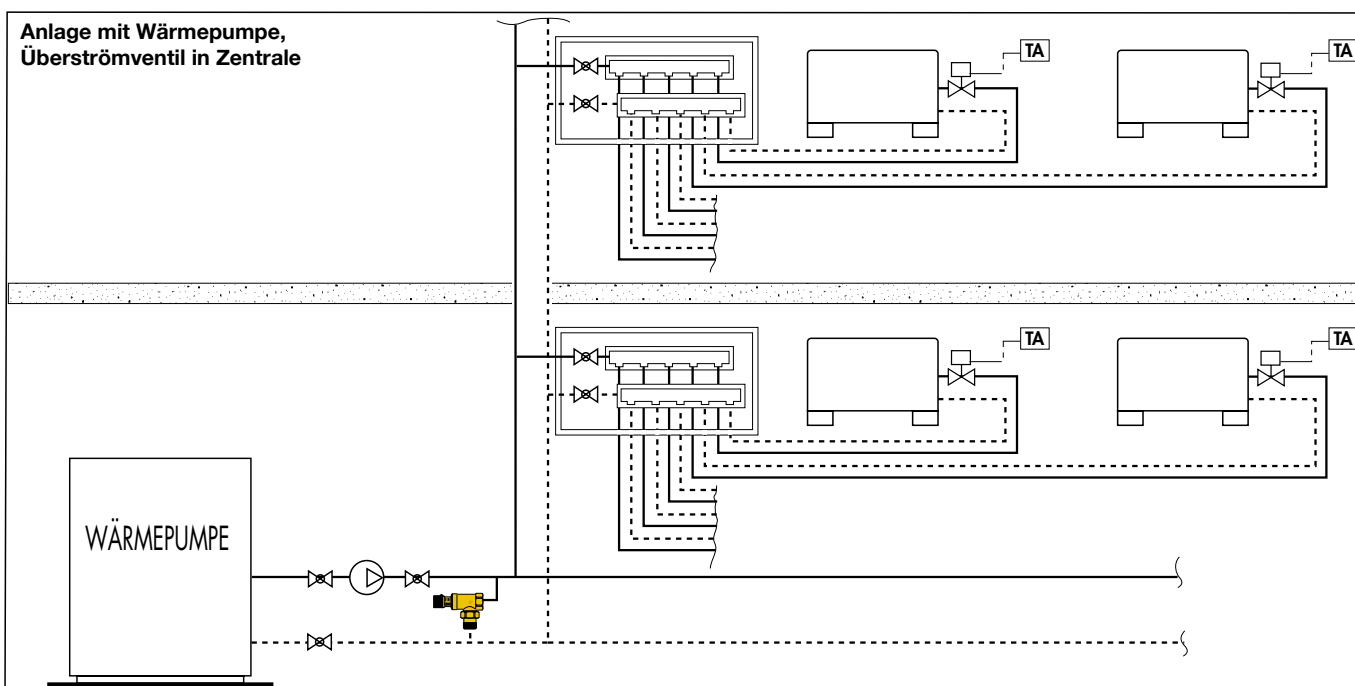 Anlage mit Wärmepumpe,
Überströmventil in Zentrale
TA
TA
TA
TA
WÄRMEPUMPE